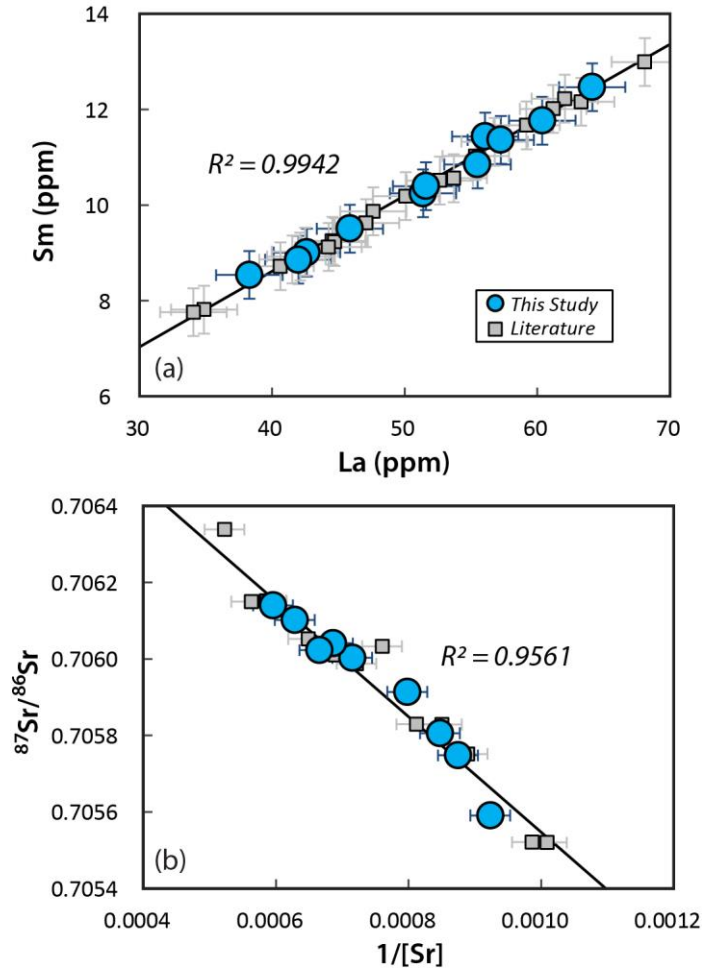 14
12
10
8
6
Sm (ppm)
R² = 0.9942
This Study
Literature
(a)
30 40 50 60 70
La (ppm)
0.7064
0.7062
0.7060
0.7058
0.7056
0.7054
⁸⁷Sr/⁸⁶Sr
R² = 0.9561
(b)
0.0004 0.0006 0.0008 0.0010 0.0012
1/[Sr]